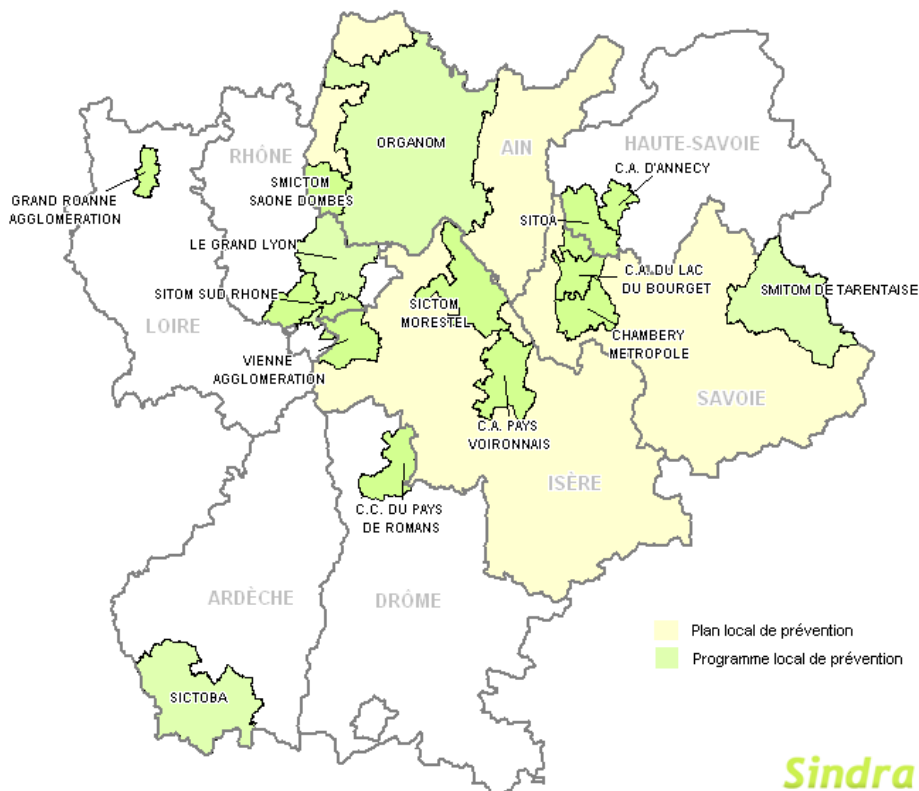 AIN
HAUTE-SAVOIE
RHÔNE
ORGANOM
C.A. D'ANNECY
GRAND ROANNE
AGGLOMERATION
SMICTOM
SAONE DOMBES
SITOA
LE GRAND LYON
C.A. DU LAC
DU BOURGET
SMITOM DE TARENTAISE
SITOM SUD RHONE
SICTOM
MORESTEL
LOIRE
CHAMBERY
METROPOLE
VIENNE
AGGLOMERATION
SAVOIE
C.A. PAYS
VOIRONNAIS
ISÈRE
C.C. DU PAYS
DE ROMANS
ARDÈCHE
DRÔME
Plan local de prévention
Programme local de prévention
SICTOBA
Sindra